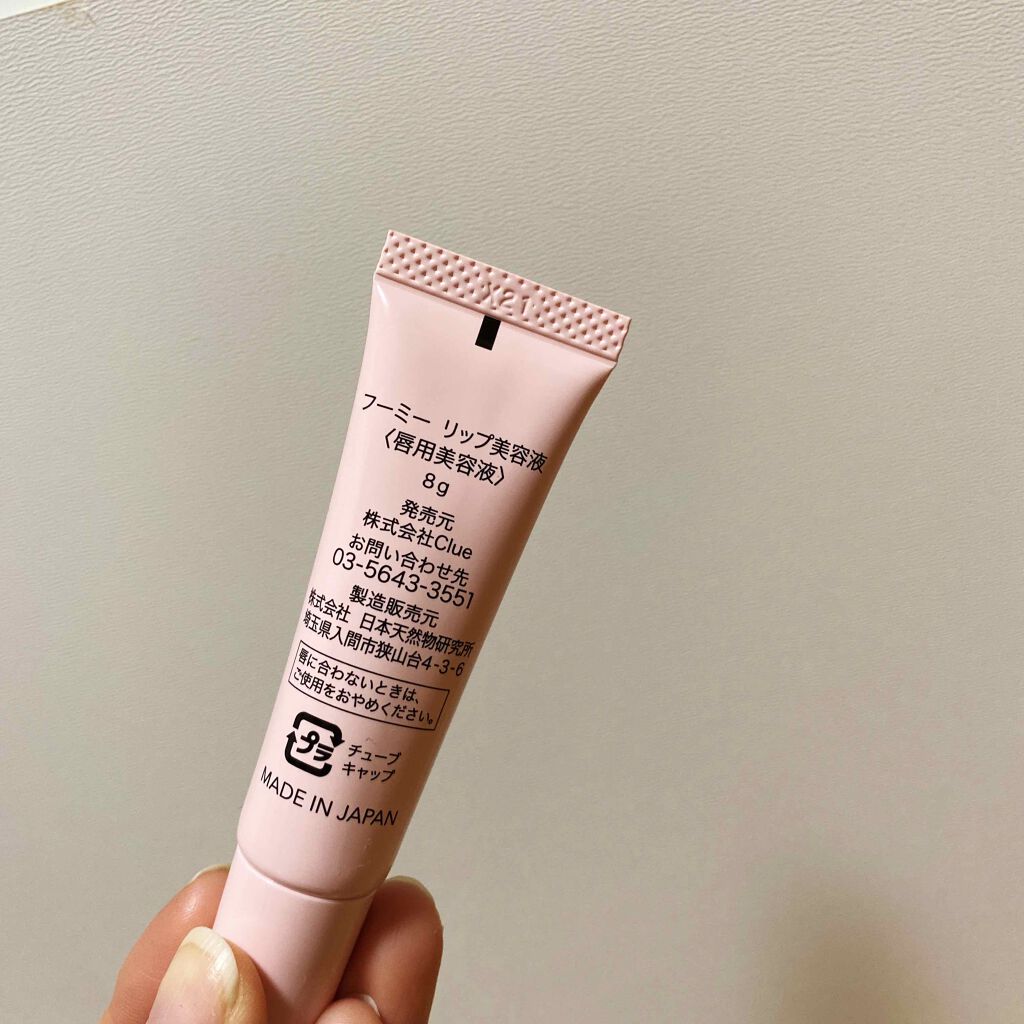 X21
フーミー リップ美容液
〈唇用美容液〉
8g
発売元
株式会社Clue
お問い合わせ先
03-5643-3551
製造販売元
株式会社 日本天然物研究所
埼玉県入間市狭山台4-3-6
唇に合わないときは、
ご使用をおやめください。
プラ
チューブ
キャップ
MADE IN JAPAN